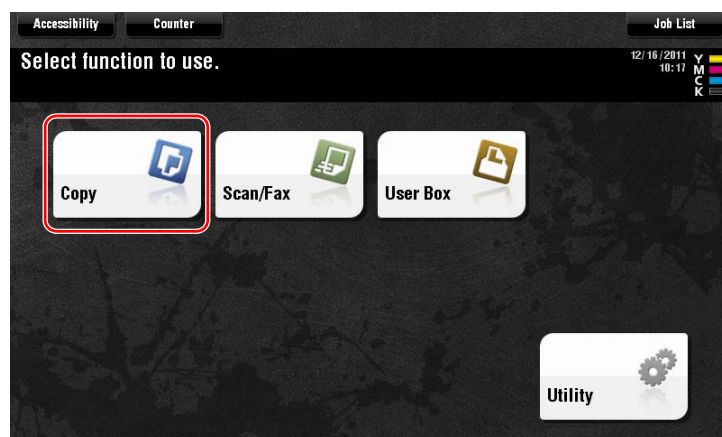 Accessibility Counter Job List
Select function to use.
12/16/2011
10:17
Y
M
C
K
Copy Scan/Fax User Box
Utility